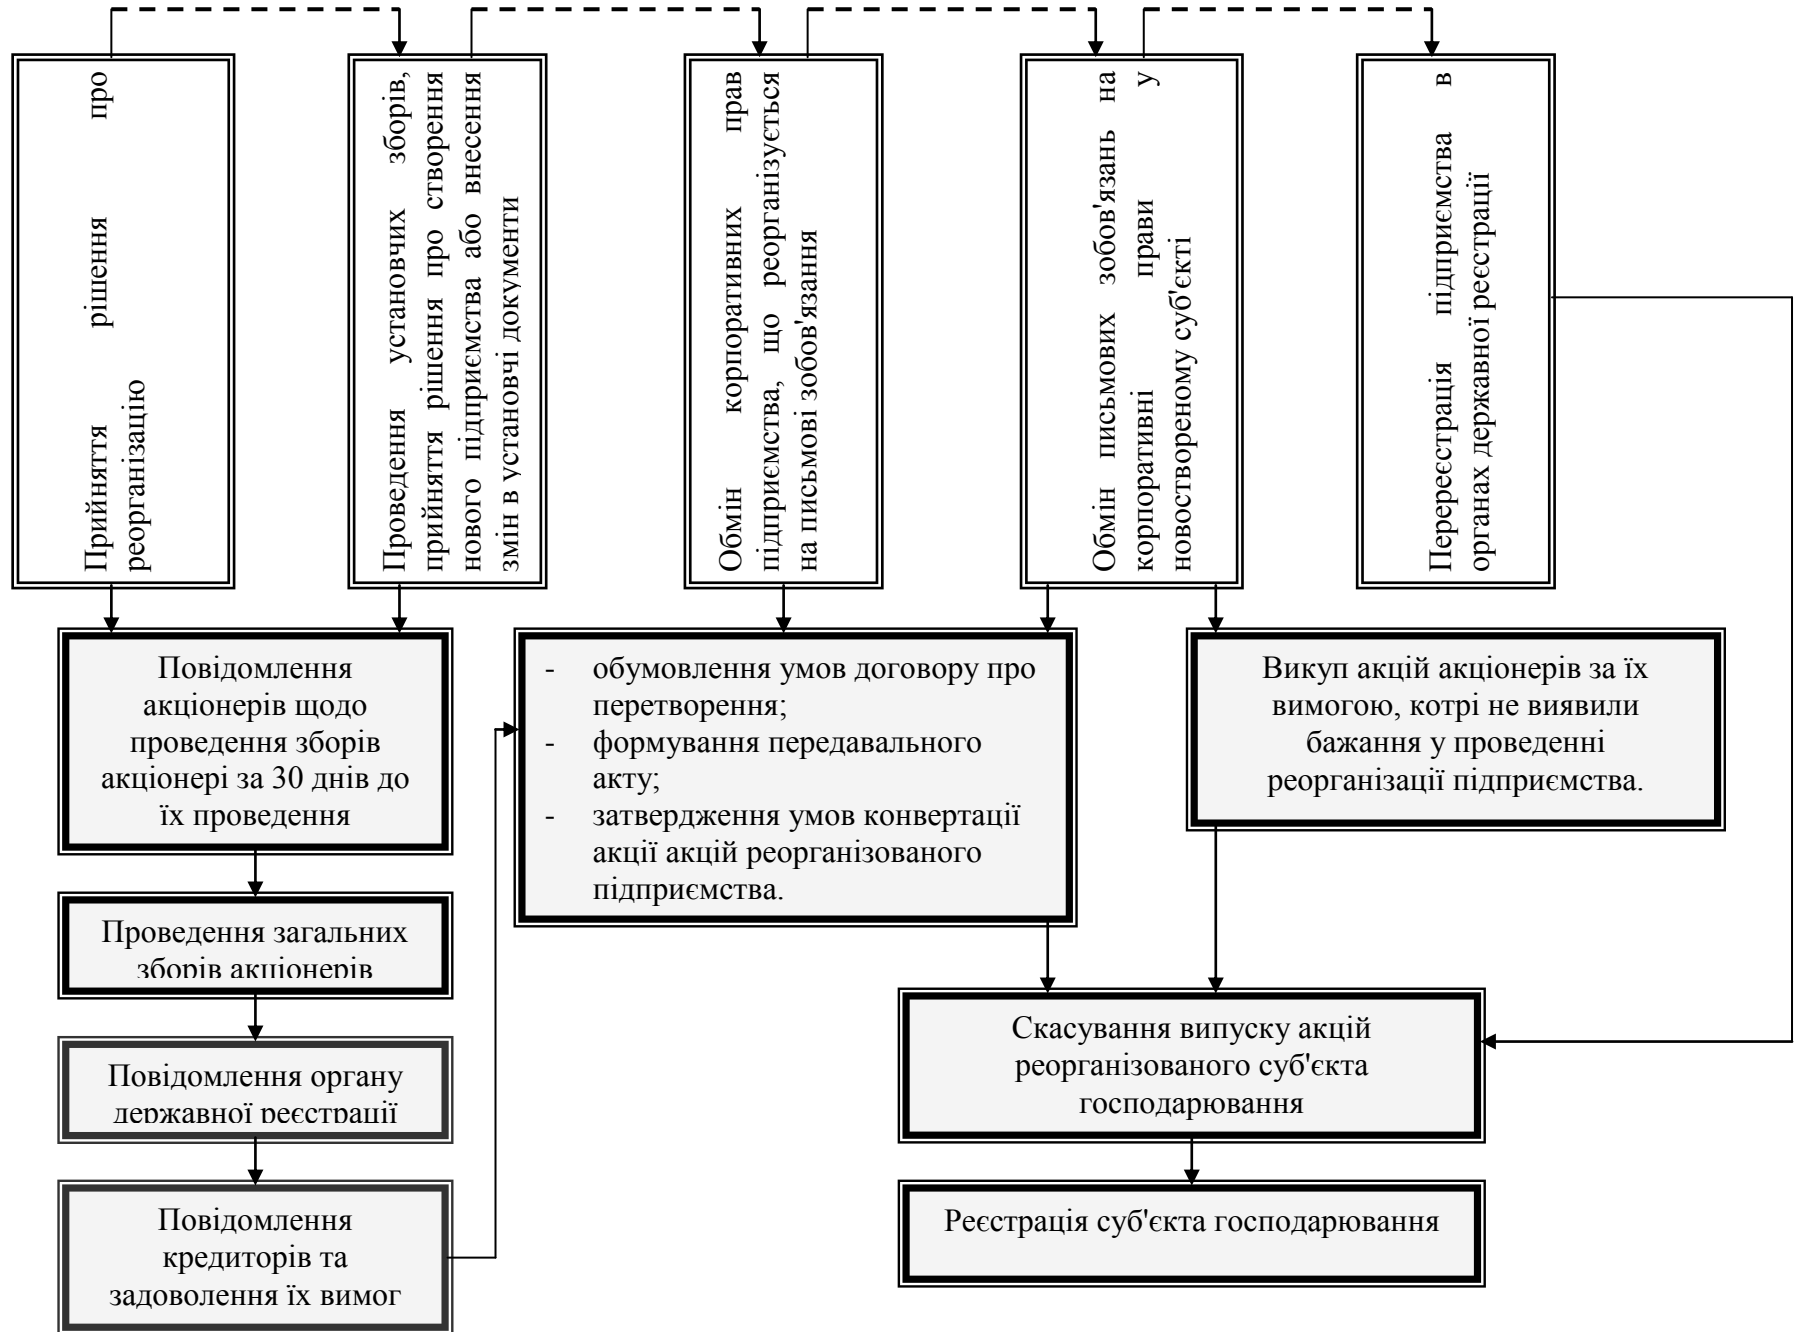 Прийняття рішення про
реорганізацію
Проведення установчих зборів,
прийняття рішення про створення
нового підприємства або внесення
змін в установчі документи
Обмін корпоративних прав
підприємства, що реорганізується
на письмові зобов'язання
Обмін письмових зобов'язань на
корпоративні права у
новоствореному суб'єкті
Перереєстрація підприємства в
органах державної реєстрації
Повідомлення
акціонерів щодо
проведення зборів
акціонері за 30 днів до
їх проведення
- обумовлення умов договору про
перетворення;
- формування передавального
акту;
- затвердження умов конвертації
акції акцій реорганізованого
підприємства.
Викуп акцій акціонерів за їх
вимогою, котрі не виявили
бажання у проведенні
реорганізації підприємства.
Проведення загальних
зборів акціонерів
Повідомлення органу
державної реєстрації
Повідомлення
кредиторів та
задоволення їх вимог
Скасування випуску акцій
реорганізованого суб'єкта
господарювання
Реєстрація суб'єкта господарювання